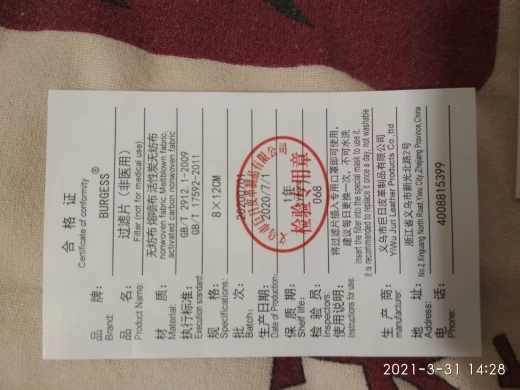 合格证
Certificate of conformity
品 牌: BURGESS ®
Brand:
品 名: 过滤片 (非医用)
Product Name: Filter (not for medical use)
材 质: 无纺布 熔喷布 活性炭无纺布
Material: nonwoven fabric, Meltblown fabric,
activated carbon nonwoven fabric
执行标准: GB/T 2912.1-2009
Execution standard: GB/T 17592-2011
规 格: 8×12CM
Specifications:
批 次:
Batch:
生产日期: 2020/7/1
Date of Production:
保 质 期: 1年
Shelf life:
检 验 员: 068
Inspectors:
检验专用章
使用说明: 将过滤片插入专用口罩即可使用,
Instructions for use: 建议每日更换一次, 不可水洗
Insert the filter into the special mask to use it.
It is recommended to replace it once a day, not washable
生 产 商: 义乌市巨日皮革制品有限公司
manufacturer: YiWu Jun Leather Products Co.,ltd
地 址: 浙江省义乌市新光北路2号
Address: No.2 Xinguang North Road, Yiwu City, Zhejiang Province, China
电 话: 4008815399
Phone:
2021-3-31 14:28